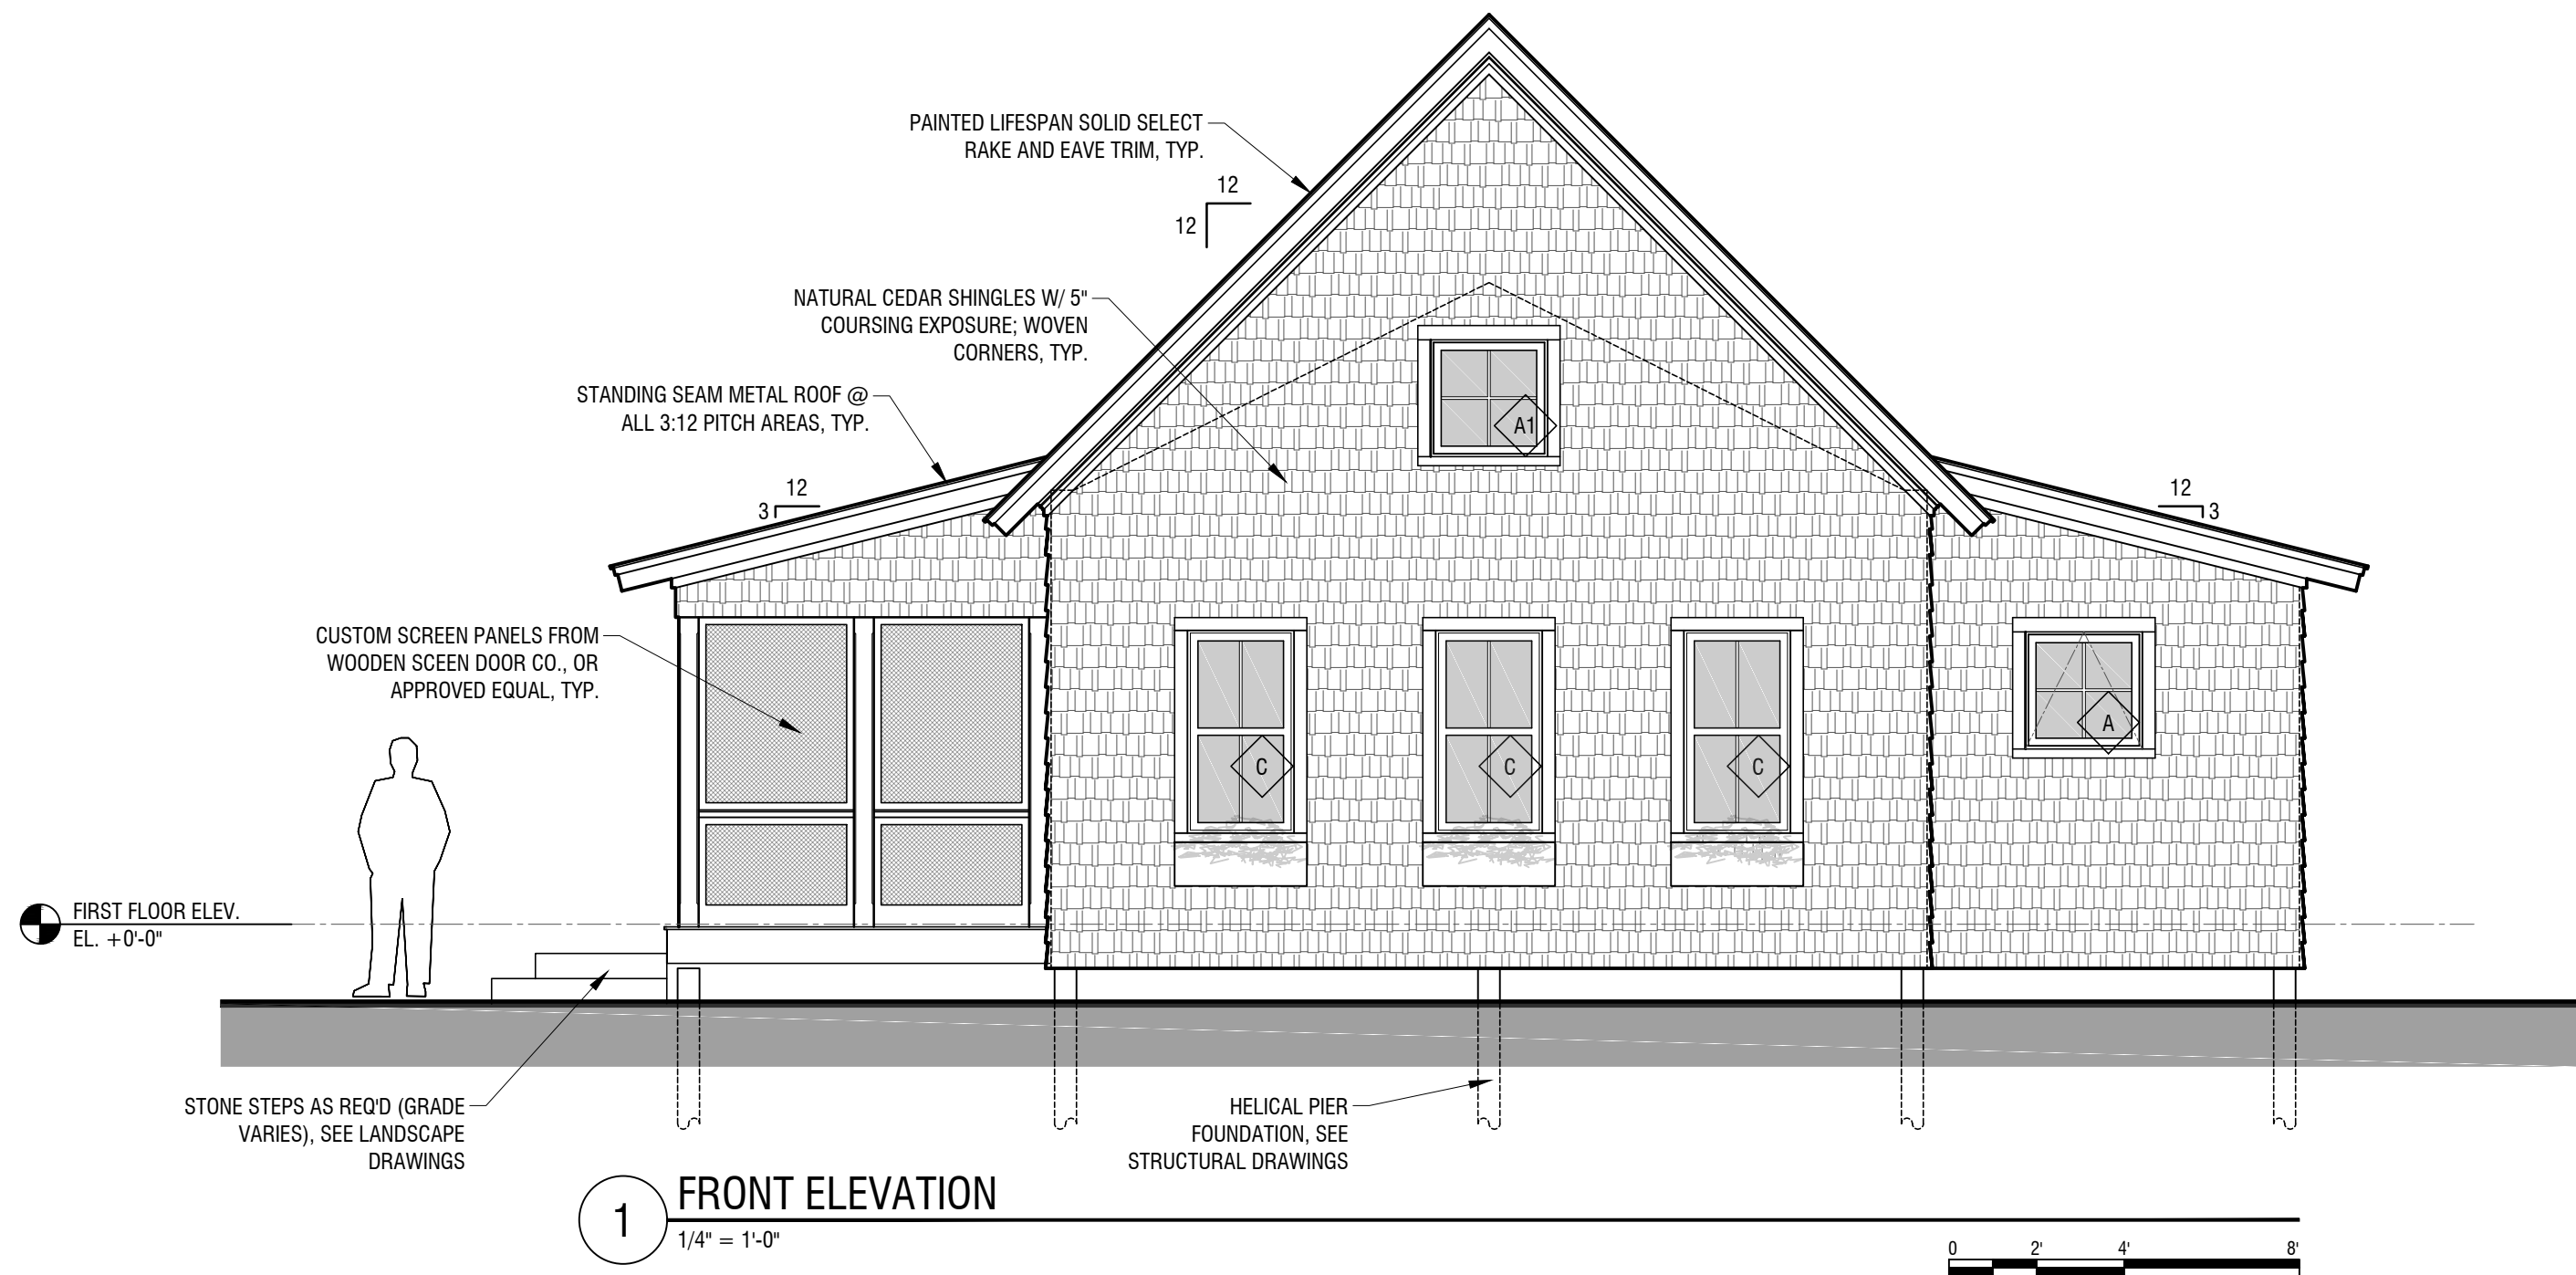 PAINTED LIFESPAN SOLID SELECT
RAKE AND EAVE TRIM, TYP.
12
12
NATURAL CEDAR SHINGLES W/ 5"
COURSING EXPOSURE; WOVEN
CORNERS, TYP.
STANDING SEAM METAL ROOF @
ALL 3:12 PITCH AREAS, TYP.
12
3
12
3
A1
CUSTOM SCREEN PANELS FROM
WOODEN SCEEN DOOR CO., OR
APPROVED EQUAL, TYP.
C
C
C
A
FIRST FLOOR ELEV.
EL. +0'-0"
STONE STEPS AS REQ'D (GRADE
VARIES), SEE LANDSCAPE
DRAWINGS
HELICAL PIER
FOUNDATION, SEE
STRUCTURAL DRAWINGS
1
FRONT ELEVATION
1/4" = 1'-0"
0 2' 4' 8'